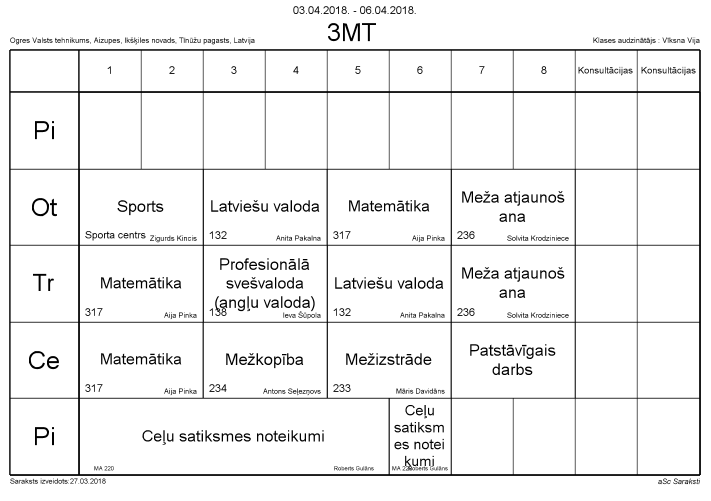 03.04.2018. - 06.04.2018.
3MT
Ogres Valsts tehnikums, Aizupes, Ikšķiles novads, Tīnūžu pagasts, Latvija
Klases audzinātājs : Vīksna Vija
1 2 3 4 5 6 7 8 Konsultācijas Konsultācijas
Pi
Ot
Sports
Sporta centrs Zigurds Kincis
Latviešu valoda
132 Anita Pakalna
Matemātika
317 Aija Pinka
Meža atjaunoš
ana
236 Solvita Krodziniece
Tr
Matemātika
317 Aija Pinka
Profesionālā
svešvaloda
(angļu valoda)
138 Ieva Šūpola
Latviešu valoda
132 Anita Pakalna
Meža atjaunoš
ana
236 Solvita Krodziniece
Ce
Matemātika
317 Aija Pinka
Mežkopība
234 Antons Seļezņovs
Mežizstrāde
233 Māris Davidāns
Patstāvīgais
darbs
Pi
Ceļu satiksmes noteikumi
MA 220 Roberts Gulāns
Ceļu
satiksm
es notei
kumi
MA 220 Roberts Gulāns
Saraksts izveidots:27.03.2018
aSc Saraksti